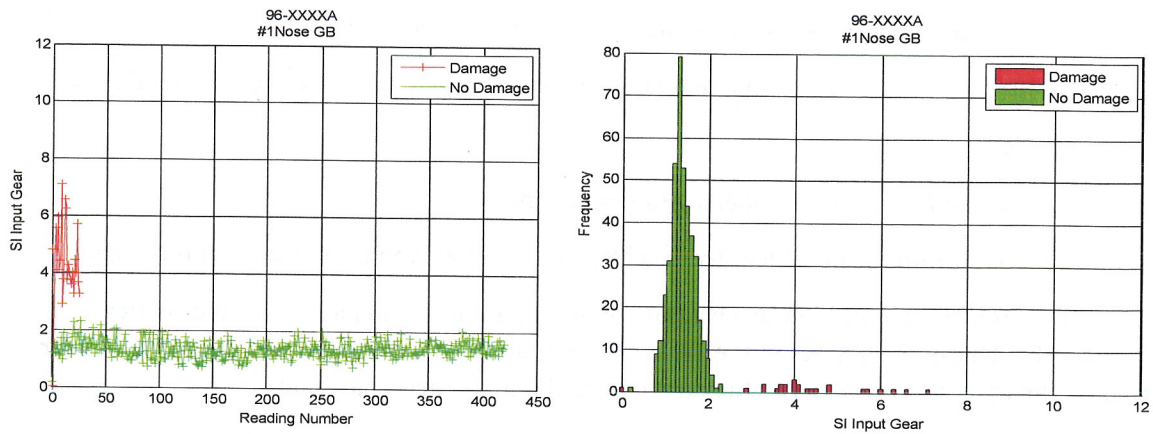 96-XXXXA
#1Nose GB
12
10
8
6
4
2
0
SI Input Gear
Damage
No Damage
0 50 100 150 200 250 300 350 400 450
Reading Number
96-XXXXA
#1Nose GB
80
70
60
50
40
30
20
10
0
Frequency
Damage
No Damage
0 2 4 6 8 10 12
SI Input Gear